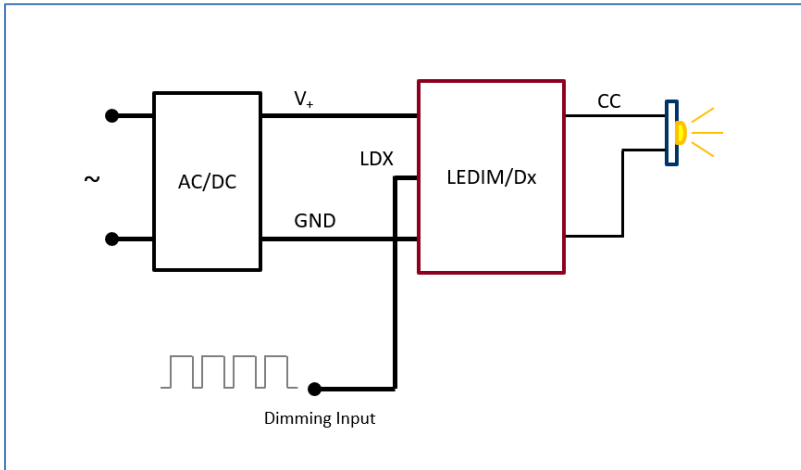 V+
CC
LDX
~
AC/DC
LEDIM/Dx
GND
Dimming Input